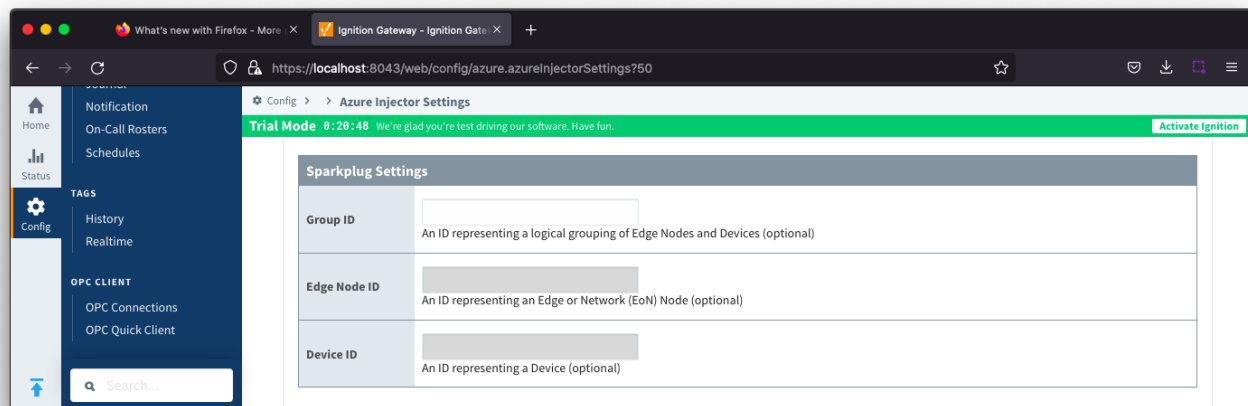 What's new with Firefox - More
Ignition Gateway - Ignition Gate
https://localhost:8043/web/config/azure.azureInjectorSettings?50
Home
Status
Config
Notification
On-Call Rosters
Schedules
TAGS
History
Realtime
OPC CLIENT
OPC Connections
OPC Quick Client
Search...
Config > > Azure Injector Settings
Trial Mode 0:20:48 We're glad you're test driving our software. Have fun. Activate Ignition
Sparkplug Settings
Group ID
An ID representing a logical grouping of Edge Nodes and Devices (optional)
Edge Node ID
An ID representing an Edge or Network (EoN) Node (optional)
Device ID
An ID representing a Device (optional)